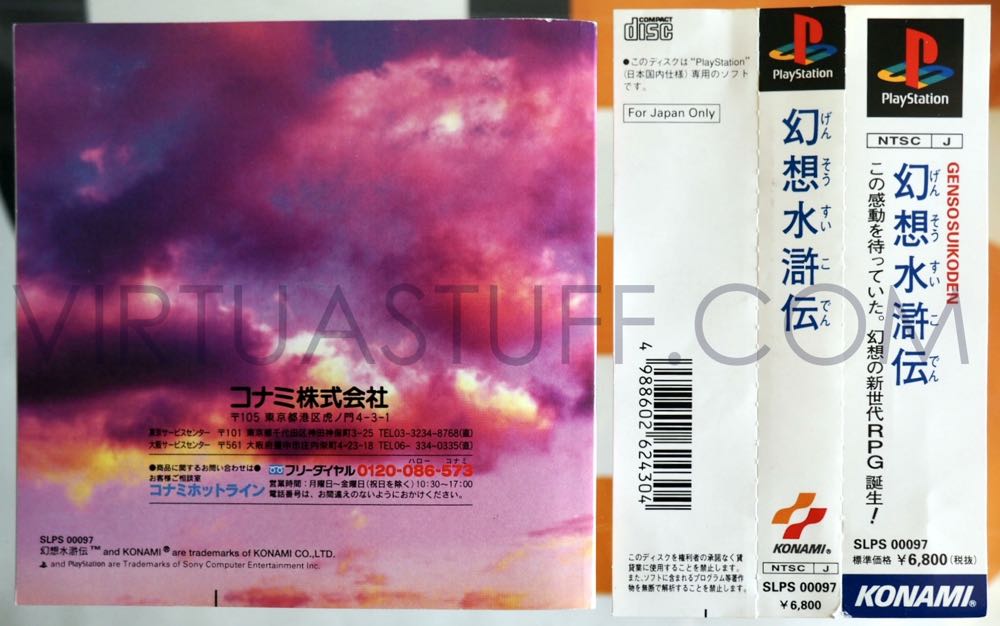 コナミ株式会社
〒105 東京都港区虎ノ門4-3-1
東京サービスセンター 〒101 東京都千代田区神田神保町3-25 TEL03-3234-8768(直)
大阪サービスセンター 〒561 大阪府豊中市庄内栄町4-23-18 TEL06- 334-0335(直)
●商品に関するお問い合わせは●
お客様ご相談室
コナミホットライン
フリーダイヤル 0120-086-573
ハロー コナミ
営業時間:月曜日〜金曜日(祝日を除く)10:30〜17:00
電話番号は、お間違えのないようにおかけください。
SLPS 00097
幻想水滸伝™ and KONAMI® are trademarks of KONAMI CO.,LTD.
and PlayStation are Trademarks of Sony Computer Entertainment Inc.
COMPACT
disc
●このディスクは"PlayStation"
(日本国内仕様)専用のソフト
です。
For Japan Only
4 988602 624304
このディスクを権利者の承諾なく賃
貸業に使用することを禁止します。
また、ソフトに含まれるプログラム等著作
物を無断で解析することを禁止します。
PlayStation
幻想水滸伝
げんそうすいこでん
KONAMI®
NTSC J
SLPS 00097
¥6,800
PlayStation
NTSC J
GENSOSUIKODEN
幻想水滸伝
げんそうすいこでん
この感動を待っていた。幻想の新世代RPG誕生!
SLPS 00097
標準価格 ¥6,800(税抜)
KONAMI®
VIRTUASTUFF.COM